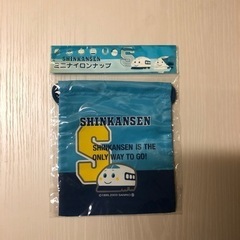 SHINKANSEN
ミニナイロンナップ
SHINKANSEN
S
SHINKANSEN IS THE
ONLY WAY TO GO!